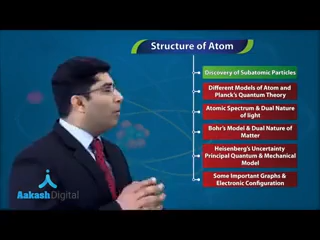 Structure of Atom
Discovery of Subatomic Particles
Different Models of Atom and
Planck's Quantum Theory
Atomic Spectrum & Dual Nature
of light
Bohr's Model & Dual Nature of
Matter
Heisenberg's Uncertainty
Principal Quantum & Mechanical
Model
Some Important Graphs &
Electronic Configuration
Aakash Digital